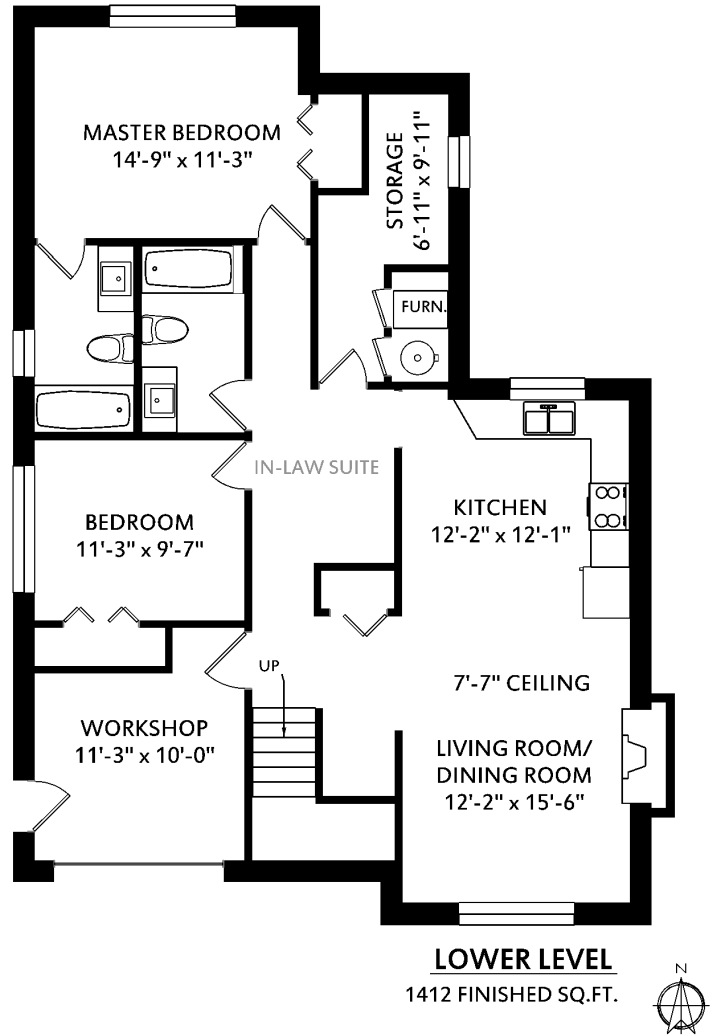 MASTER BEDROOM
14'-9" x 11'-3"
STORAGE
6'-11" x 9'-11"
FURN.
IN-LAW SUITE
KITCHEN
12'-2" x 12'-1"
BEDROOM
11'-3" x 9'-7"
UP
7'-7" CEILING
WORKSHOP
11'-3" x 10'-0"
LIVING ROOM/
DINING ROOM
12'-2" x 15'-6"
LOWER LEVEL
1412 FINISHED SQ.FT.
N